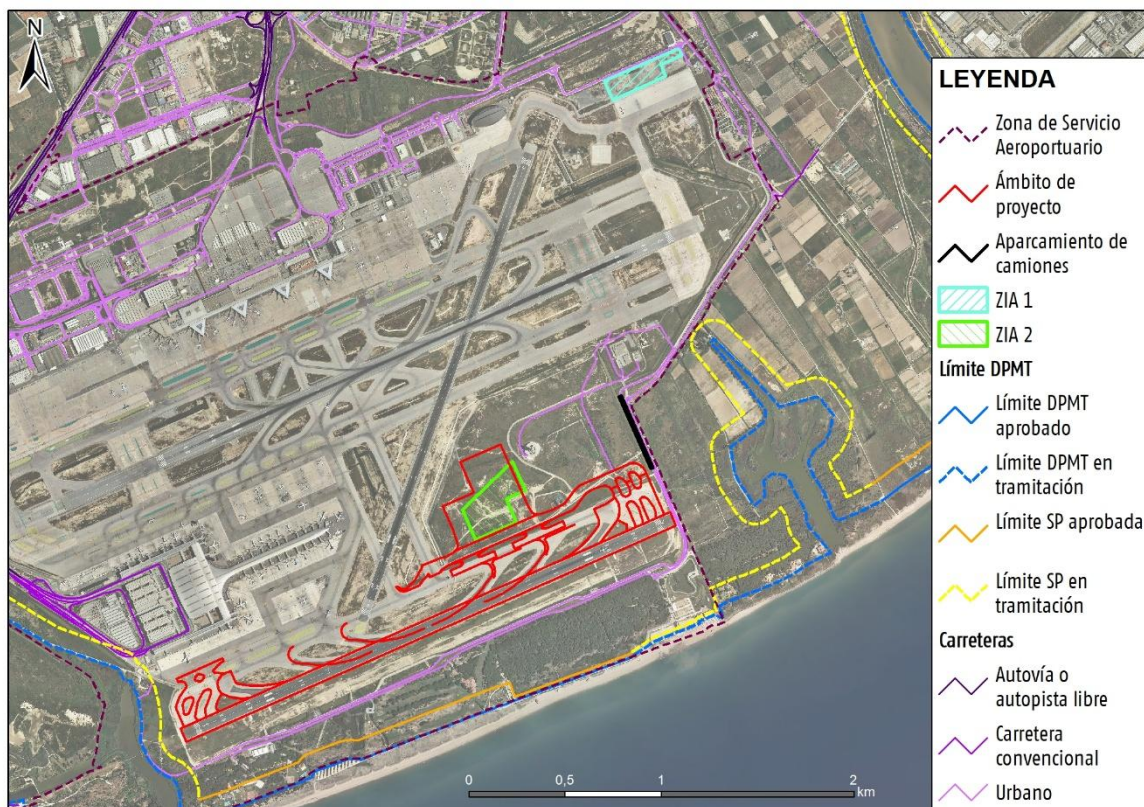 N
LEYENDA
Zona de Servicio
Aeroportuario
Ámbito de
proyecto
Aparcamiento de
camiones
ZIA 1
ZIA 2
Límite DPMT
Límite DPMT
aprobado
Límite DPMT en
tramitación
Límite SP aprobada
Límite SP en
tramitación
Carreteras
Autovía o
autopista libre
Carretera
convencional
Urbano
0 0,5 1 2
km